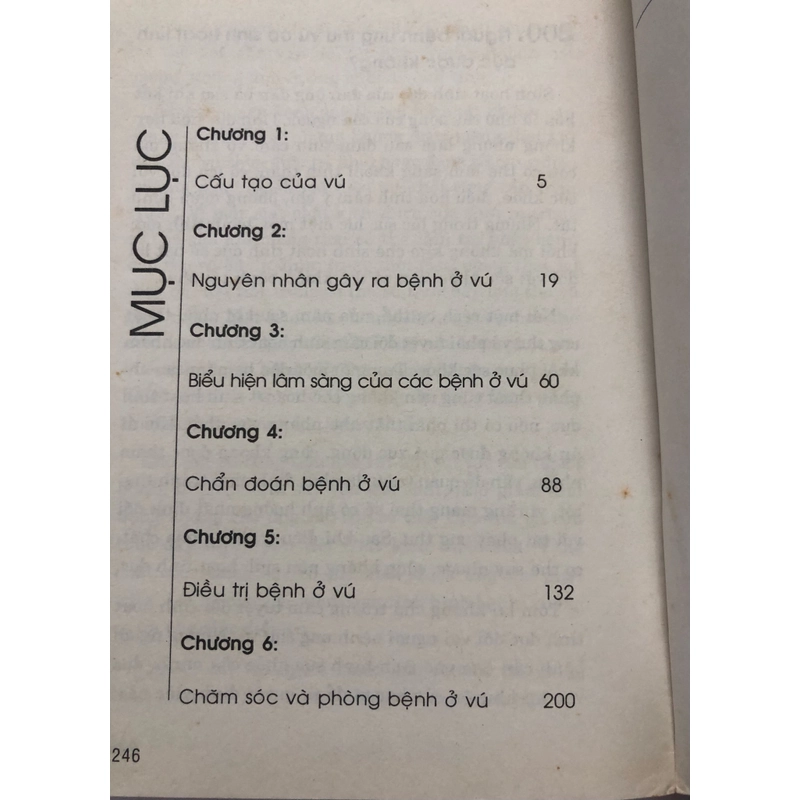 MỤC LỤC
Chương 1:
Cấu tạo của vú 5
Chương 2:
Nguyên nhân gây ra bệnh ở vú 19
Chương 3:
Biểu hiện lâm sàng của các bệnh ở vú 60
Chương 4:
Chẩn đoán bệnh ở vú 88
Chương 5:
Điều trị bệnh ở vú 132
Chương 6:
Chăm sóc và phòng bệnh ở vú 200
246